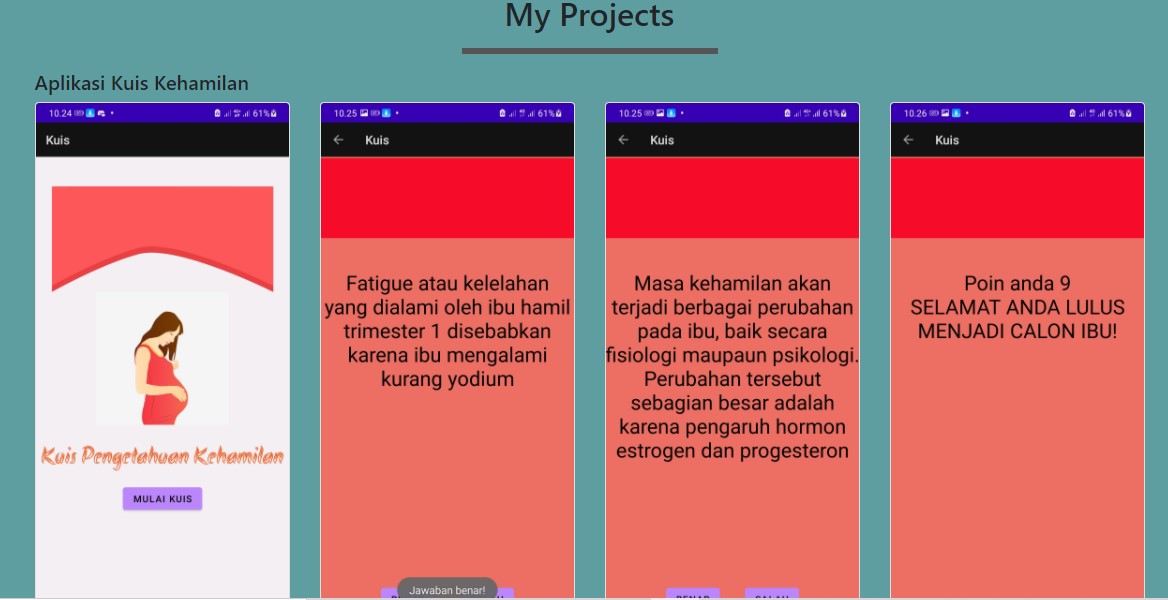 My Projects
Aplikasi Kuis Kehamilan
10.24
61%
Kuis
Kuis Pengetahuan Kehamilan
MULAI KUIS
10.25
61%
Kuis
Fatigue atau kelelahan
yang dialami oleh ibu hamil
trimester 1 disebabkan
karena ibu mengalami
kurang yodium
Jawaban benar!
10.25
61%
Kuis
Masa kehamilan akan
terjadi berbagai perubahan
pada ibu, baik secara
fisiologi maupaun psikologi.
Perubahan tersebut
sebagian besar adalah
karena pengaruh hormon
estrogen dan progesteron
BENAR
SALAH
10.26
61%
Kuis
Poin anda 9
SELAMAT ANDA LULUS
MENJADI CALON IBU!